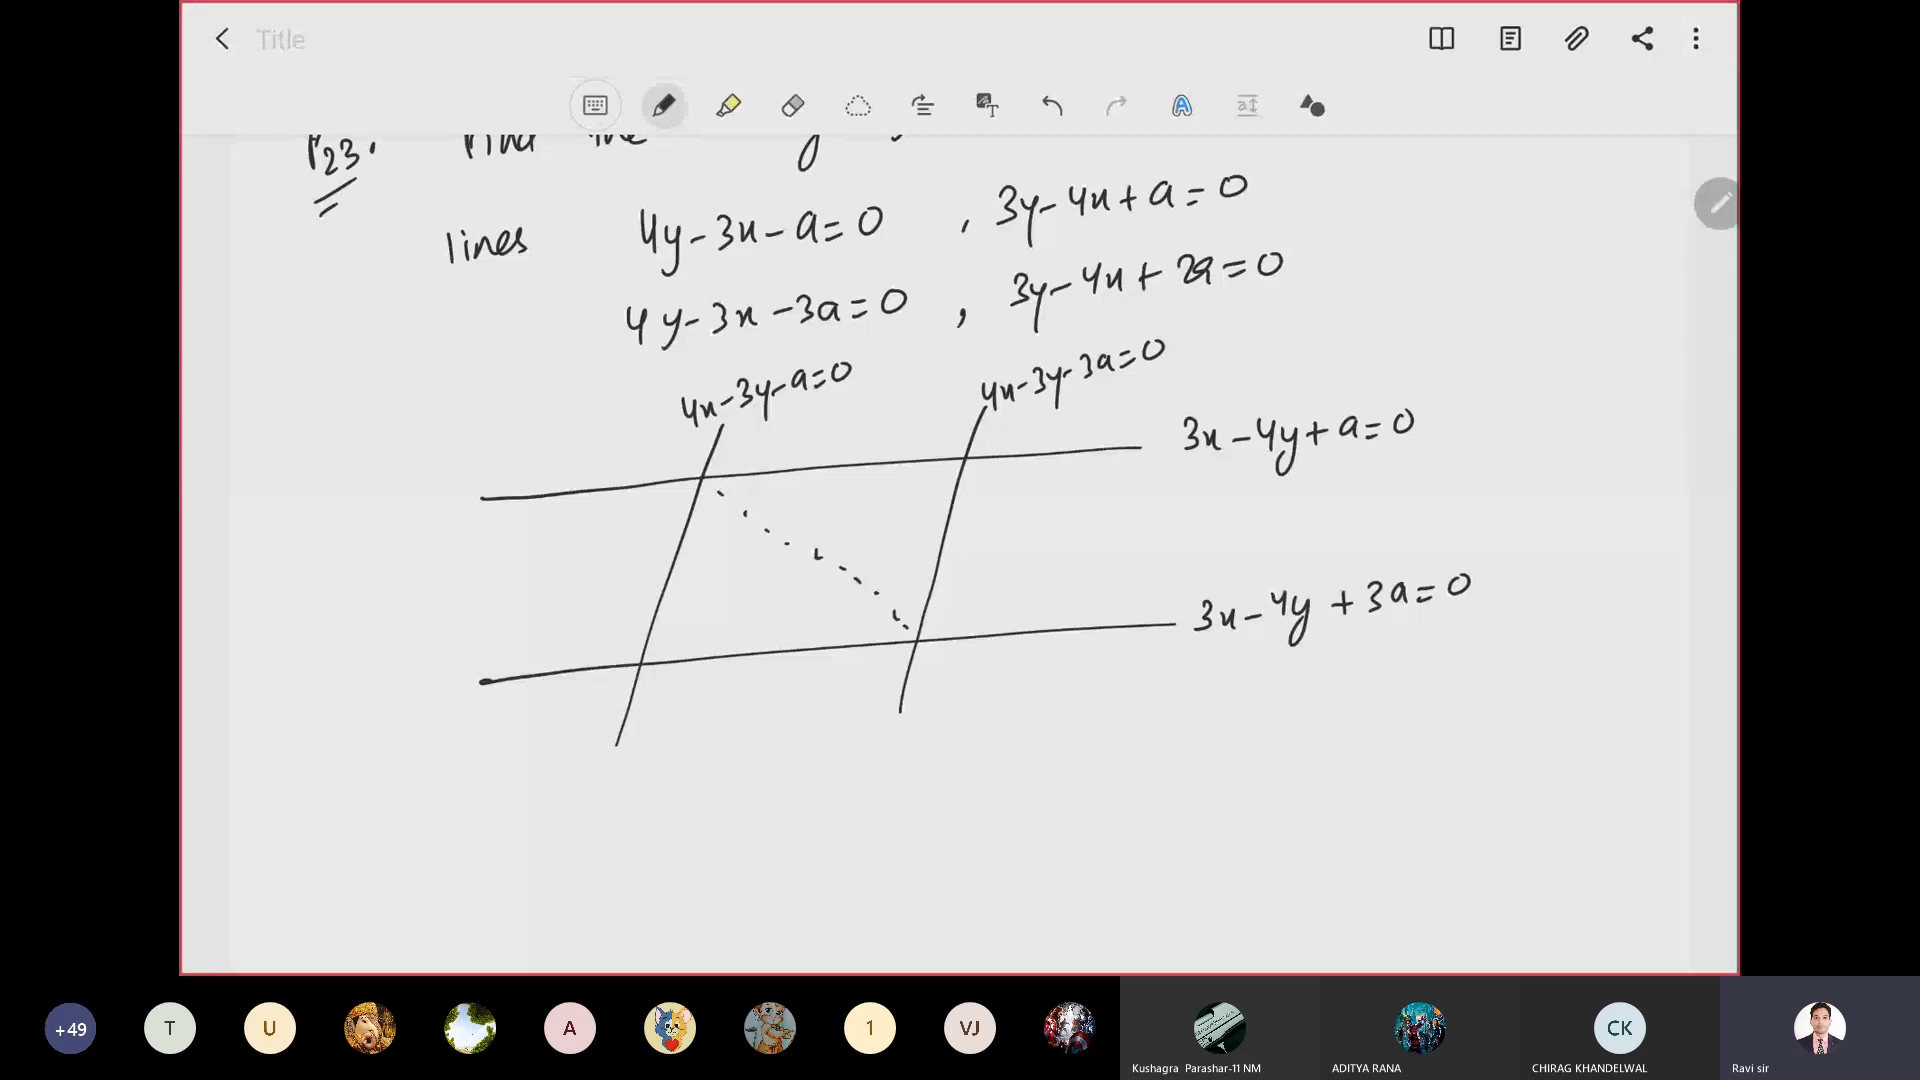 Title
P23. Find the
lines 4y-3x-a=0 , 3y-4x+a=0
4y-3x-3a=0 , 3y-4x+2a=0
4x-3y-a=0
4x-3y-3a=0
3x-4y+a=0
3x-4y+3a=0
+49 T U A 1 VJ CK
Kushagra Parashar-11 NM ADITYA RANA CHIRAG KHANDELWAL Ravi sir